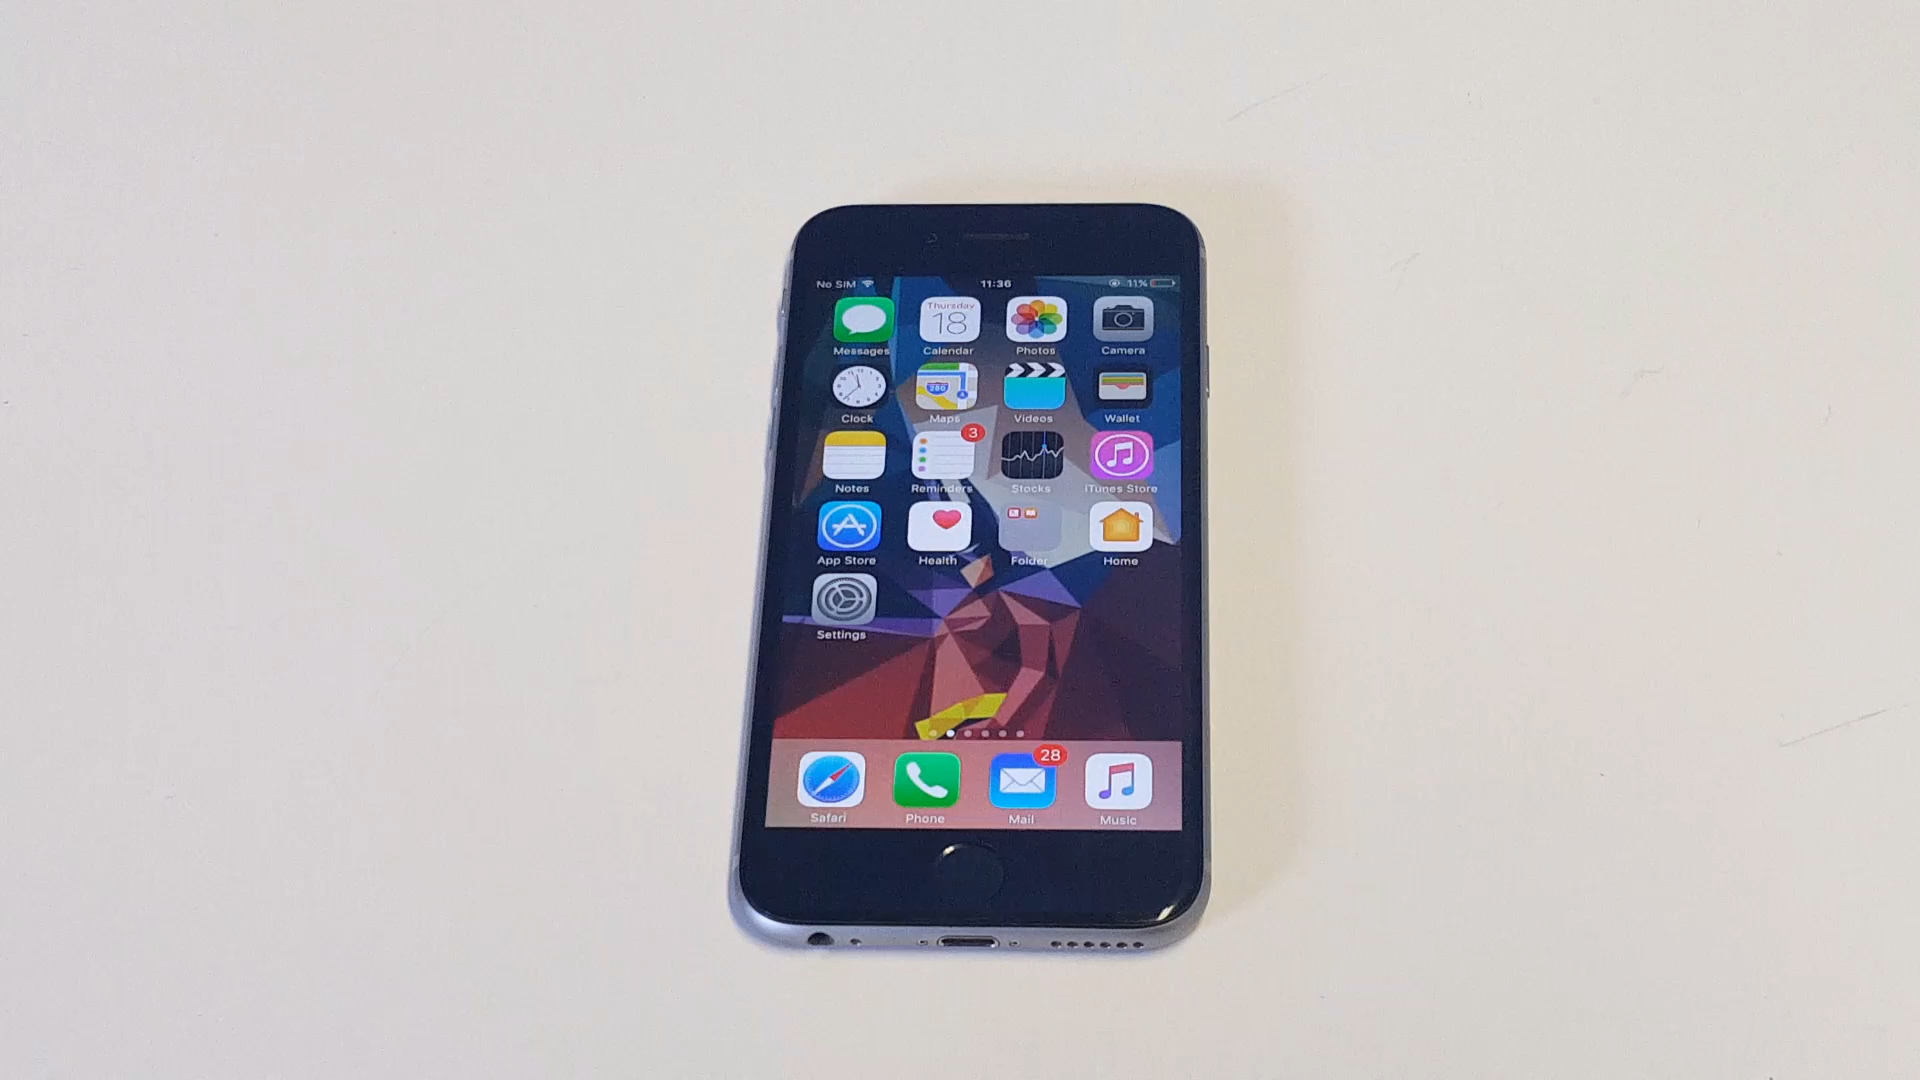 No SIM 11:36 11%
Thursday
18
Messages Calendar Photos Camera
280
Clock Maps Videos Wallet
3
Notes Reminders Stocks iTunes Store
App Store Health Folder Home
Settings
28
Safari Phone Mail Music